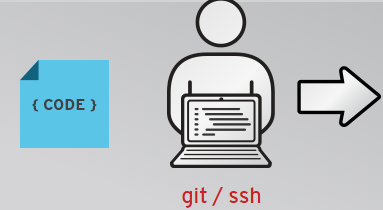 { CODE }
git / ssh